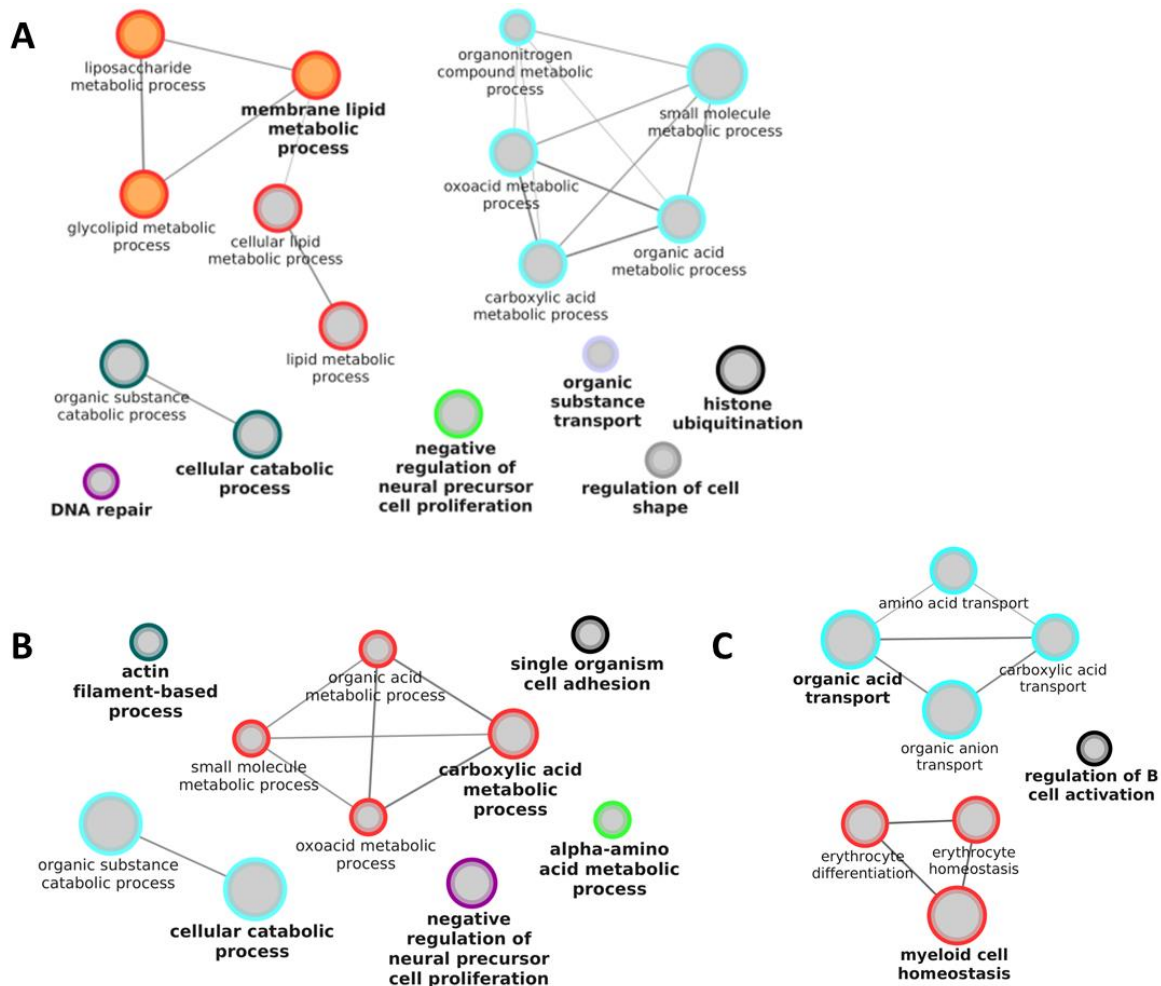 A
liposaccharide
metabolic process
membrane lipid
metabolic
process
glycolipid metabolic
process
cellular lipid
metabolic process
lipid metabolic
process
organonitrogen
compound metabolic
process
small molecule
metabolic process
oxoacid metabolic
process
organic acid
metabolic process
carboxylic acid
metabolic process
organic substance
catabolic process
cellular catabolic
process
DNA repair
negative
regulation of
neural precursor
cell proliferation
organic
substance
transport
histone
ubiquitination
regulation of cell
shape
B
actin
filament-based
process
organic acid
metabolic process
single organism
cell adhesion
small molecule
metabolic process
carboxylic acid
metabolic
process
oxoacid metabolic
process
organic substance
catabolic process
cellular catabolic
process
negative
regulation of
neural precursor
cell proliferation
alpha-amino
acid metabolic
process
C
amino acid transport
organic acid
transport
carboxylic acid
transport
organic anion
transport
regulation of B
cell activation
erythrocyte
differentiation
erythrocyte
homeostasis
myeloid cell
homeostasis